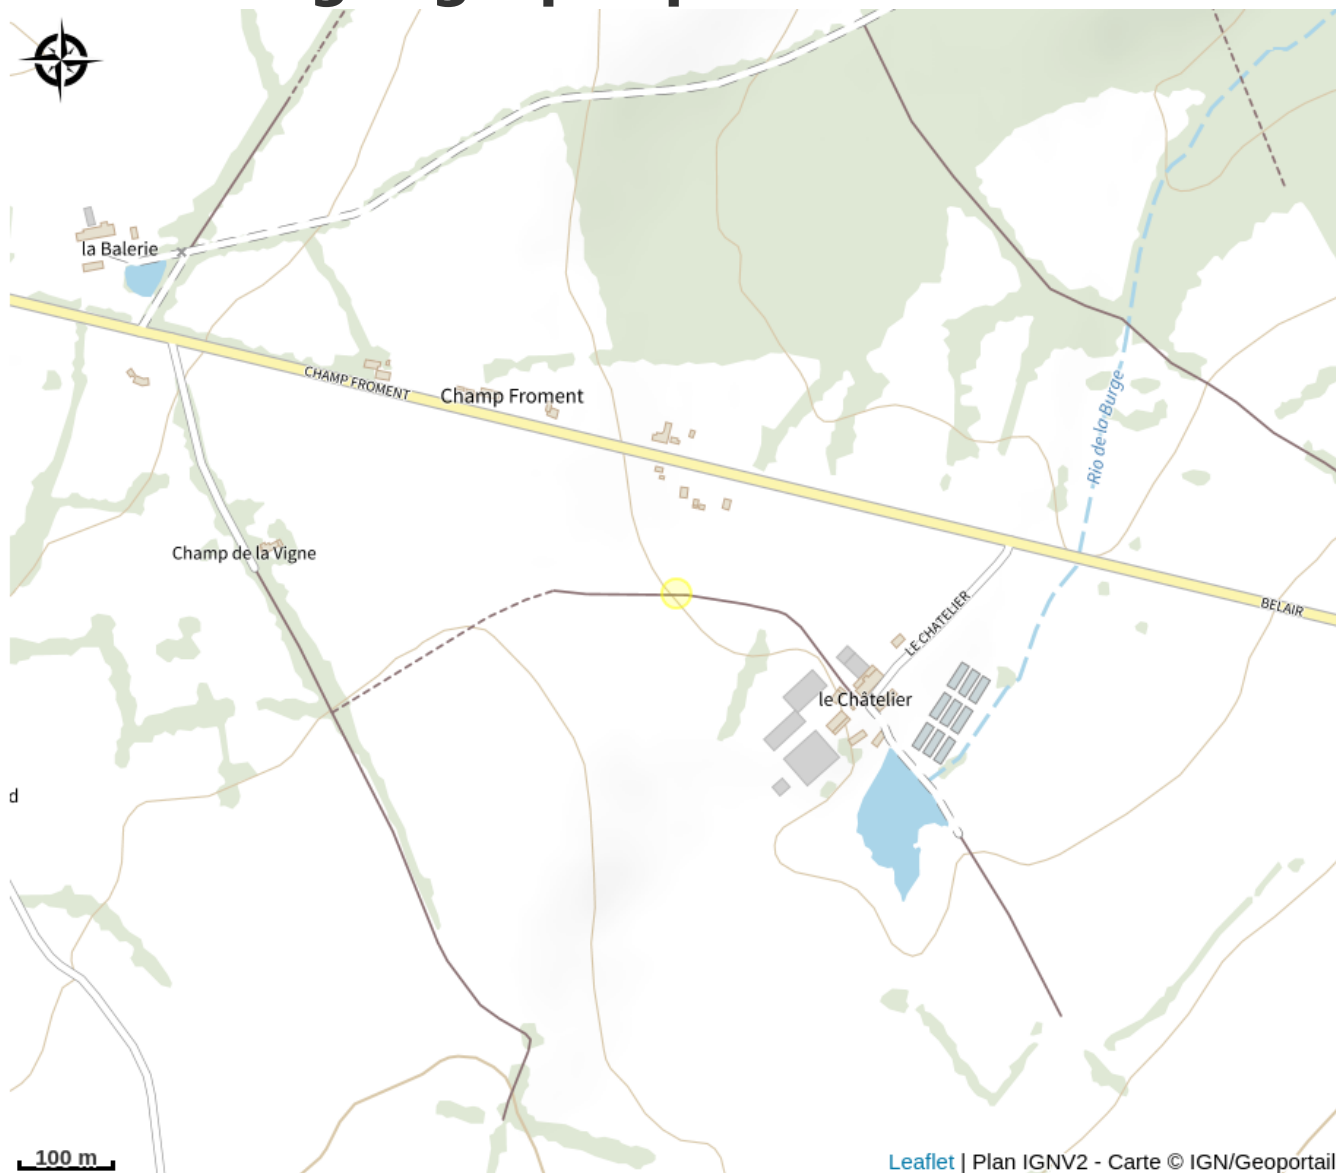 la Balerie
CHAMP FROMENT
Champ Froment
Rio de la Burge
Champ de la Vigne
BELAIR
LE CHATELIER
le Châtelier
d
100 m
Leaflet | Plan IGNV2 - Carte © IGN/Geoportail